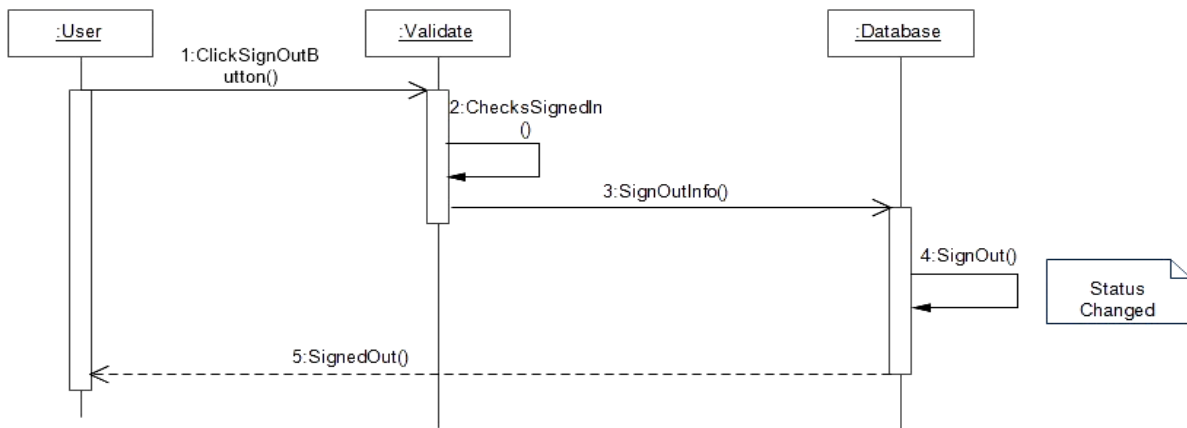 :User
:Validate
:Database
1:ClickSignOutB
utton()
2:ChecksSignedIn
()
3:SignOutInfo()
4:SignOut()
Status
Changed
5:SignedOut()